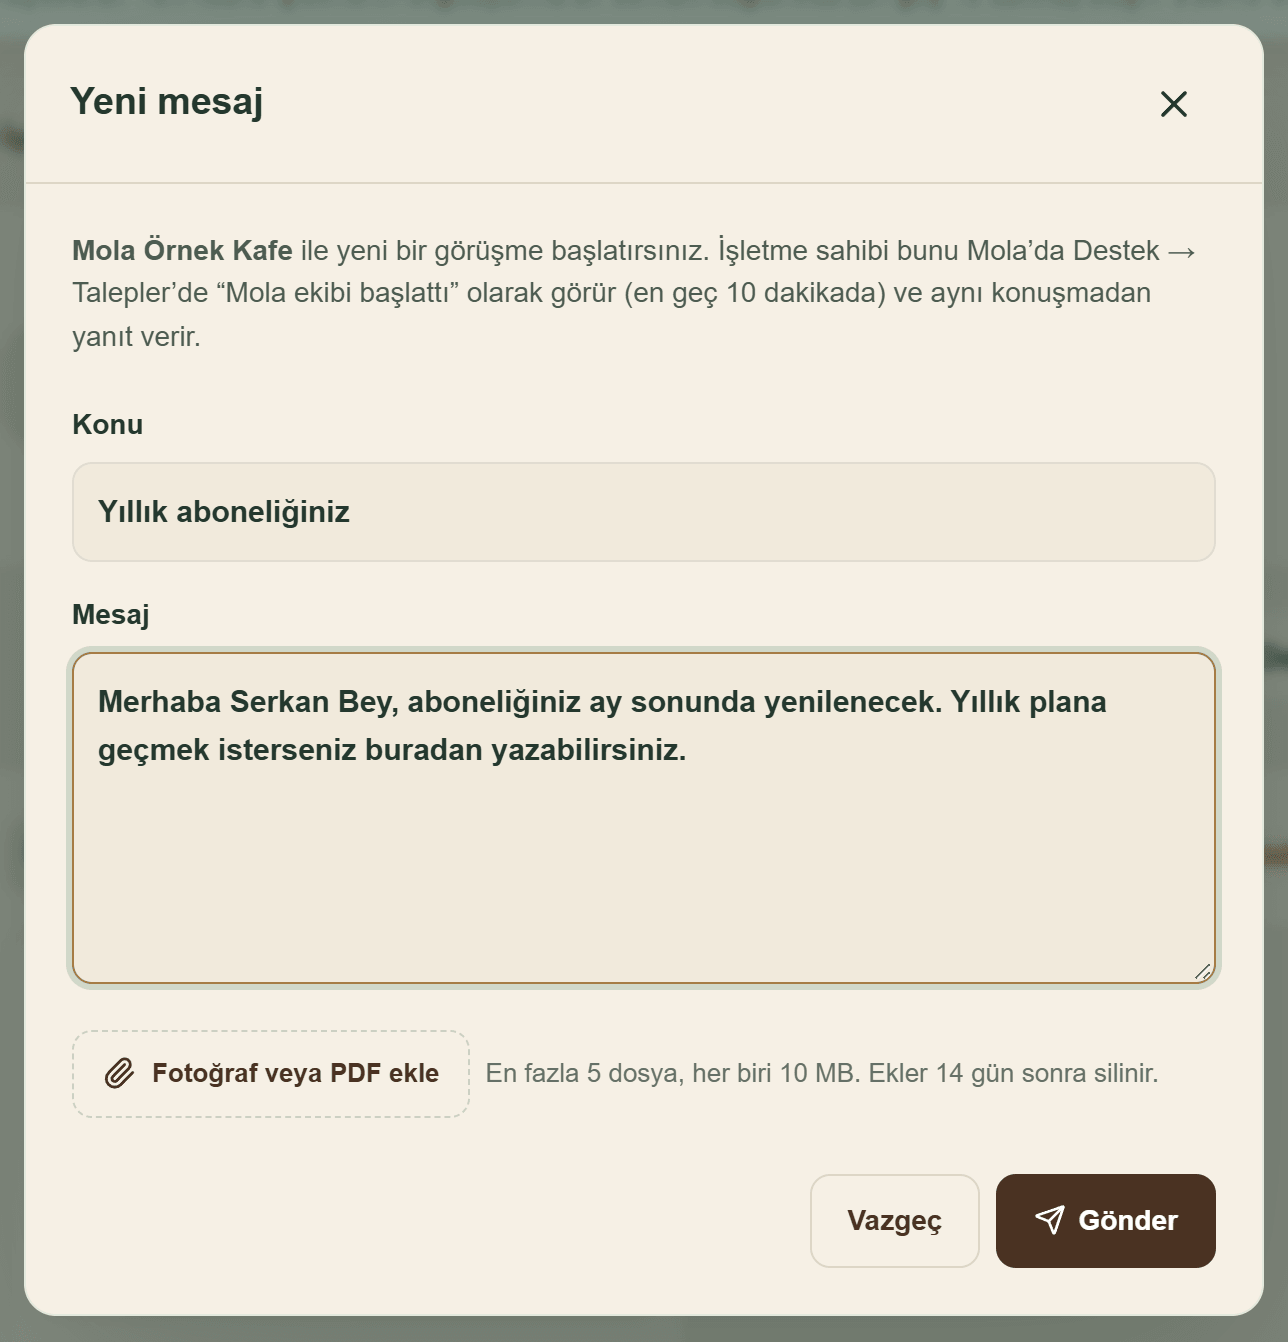 Yeni mesaj
Mola Örnek Kafe ile yeni bir görüşme başlatırsınız. İşletme sahibi bunu Mola’da Destek →
Talepler’de “Mola ekibi başlattı” olarak görür (en geç 10 dakikada) ve aynı konuşmadan
yanıt verir.
Konu
Yıllık aboneliğiniz
Mesaj
Merhaba Serkan Bey, aboneliğiniz ay sonunda yenilenecek. Yıllık plana
geçmek isterseniz buradan yazabilirsiniz.
Fotoğraf veya PDF ekle
En fazla 5 dosya, her biri 10 MB. Ekler 14 gün sonra silinir.
Vazgeç
Gönder